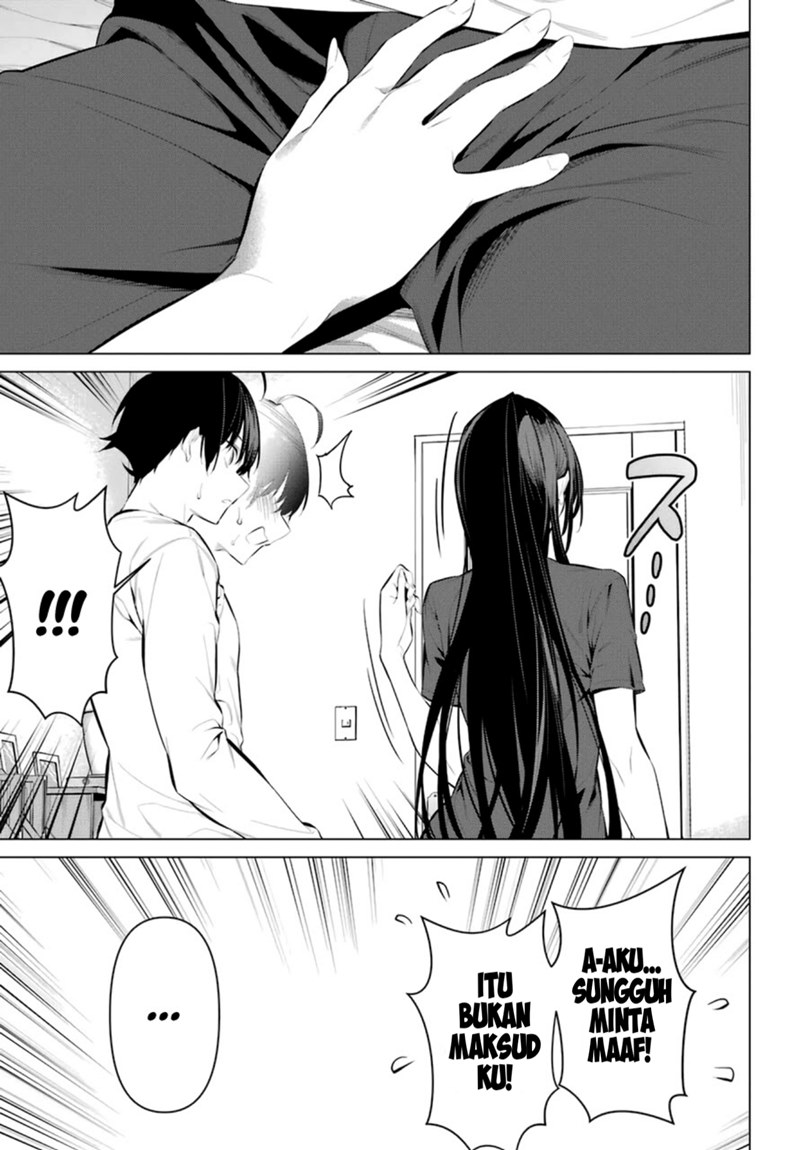 ス…
!!!
A-AKU...
SUNGGUH
MINTA
MAAF!
ITU
BUKAN
MAKSUD
KU!
...